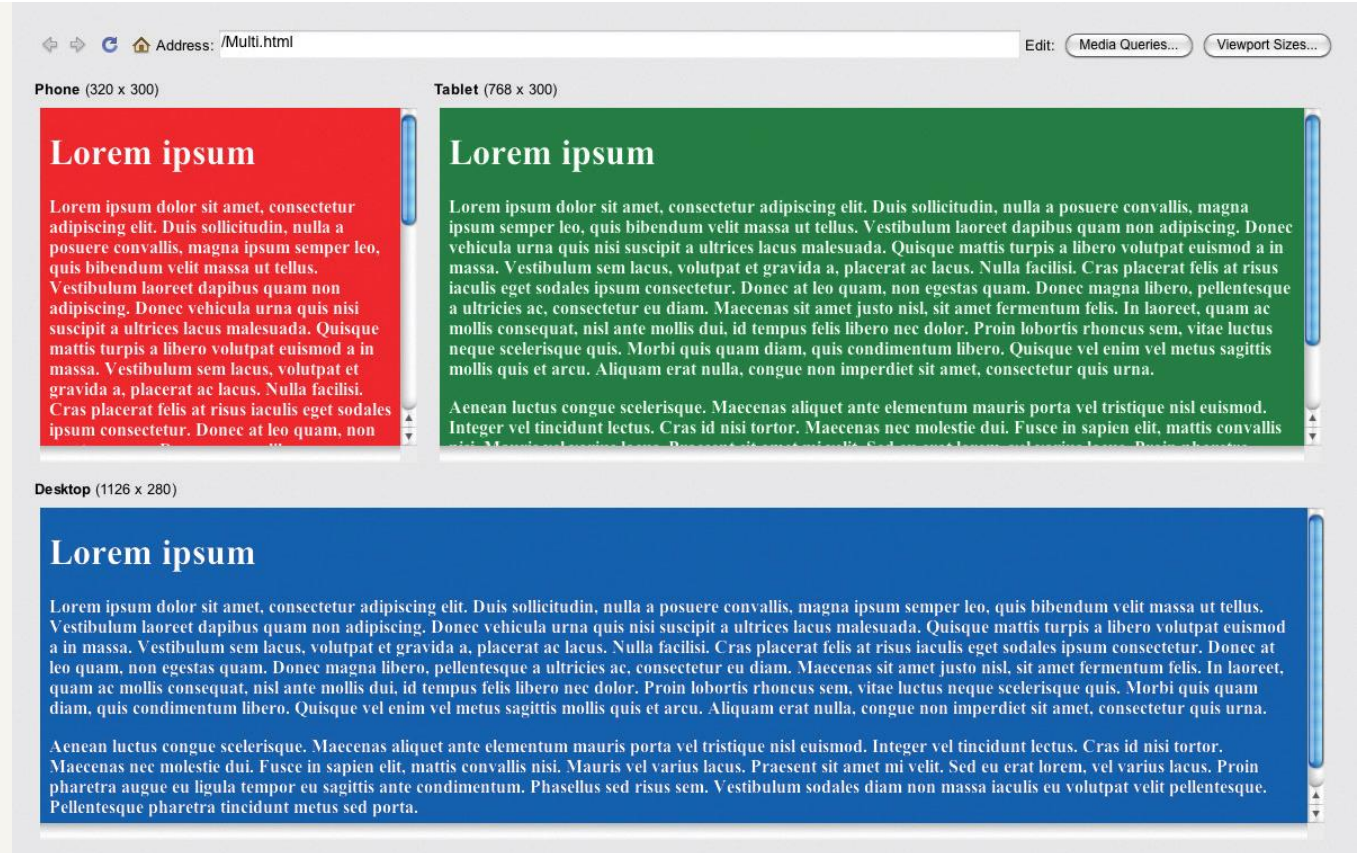 Address: /Multi.html Edit: Media Queries... Viewport Sizes...
Phone (320 x 300)
Lorem ipsum
Lorem ipsum dolor sit amet, consectetur
adipiscing elit. Duis sollicitudin, nulla a
posuere convallis, magna ipsum semper leo,
quis bibendum velit massa ut tellus.
Vestibulum laoreet dapibus quam non
adipiscing. Donec vehicula urna quis nisi
suscipit a ultrices lacus malesuada. Quisque
mattis turpis a libero volutpat euismod a in
massa. Vestibulum sem lacus, volutpat et
gravida a, placerat ac lacus. Nulla facilisi.
Cras placerat felis at risus iaculis eget sodales
ipsum consectetur. Donec at leo quam, non
Tablet (768 x 300)
Lorem ipsum
Lorem ipsum dolor sit amet, consectetur adipiscing elit. Duis sollicitudin, nulla a posuere convallis, magna
ipsum semper leo, quis bibendum velit massa ut tellus. Vestibulum laoreet dapibus quam non adipiscing. Donec
vehicula urna quis nisi suscipit a ultrices lacus malesuada. Quisque mattis turpis a libero volutpat euismod a in
massa. Vestibulum sem lacus, volutpat et gravida a, placerat ac lacus. Nulla facilisi. Cras placerat felis at risus
iaculis eget sodales ipsum consectetur. Donec at leo quam, non egestas quam. Donec magna libero, pellentesque
a ultricies ac, consectetur eu diam. Maecenas sit amet justo nisl, sit amet fermentum felis. In laoreet, quam ac
mollis consequat, nisl ante mollis dui, id tempus felis libero nec dolor. Proin lobortis rhoncus sem, vitae luctus
neque scelerisque quis. Morbi quis quam diam, quis condimentum libero. Quisque vel enim vel metus sagittis
mollis quis et arcu. Aliquam erat nulla, congue non imperdiet sit amet, consectetur quis urna.
Aenean luctus congue scelerisque. Maecenas aliquet ante elementum mauris porta vel tristique nisl euismod.
Integer vel tincidunt lectus. Cras id nisi tortor. Maecenas nec molestie dui. Fusce in sapien elit, mattis convallis
Desktop (1126 x 280)
Lorem ipsum
Lorem ipsum dolor sit amet, consectetur adipiscing elit. Duis sollicitudin, nulla a posuere convallis, magna ipsum semper leo, quis bibendum velit massa ut tellus.
Vestibulum laoreet dapibus quam non adipiscing. Donec vehicula urna quis nisi suscipit a ultrices lacus malesuada. Quisque mattis turpis a libero volutpat euismod
a in massa. Vestibulum sem lacus, volutpat et gravida a, placerat ac lacus. Nulla facilisi. Cras placerat felis at risus iaculis eget sodales ipsum consectetur. Donec at
leo quam, non egestas quam. Donec magna libero, pellentesque a ultricies ac, consectetur eu diam. Maecenas sit amet justo nisl, sit amet fermentum felis. In laoreet,
quam ac mollis consequat, nisl ante mollis dui, id tempus felis libero nec dolor. Proin lobortis rhoncus sem, vitae luctus neque scelerisque quis. Morbi quis quam
diam, quis condimentum libero. Quisque vel enim vel metus sagittis mollis quis et arcu. Aliquam erat nulla, congue non imperdiet sit amet, consectetur quis urna.
Aenean luctus congue scelerisque. Maecenas aliquet ante elementum mauris porta vel tristique nisl euismod. Integer vel tincidunt lectus. Cras id nisi tortor.
Maecenas nec molestie dui. Fusce in sapien elit, mattis convallis nisi. Mauris vel varius lacus. Praesent sit amet mi velit. Sed eu erat lorem, vel varius lacus. Proin
pharetra augue eu ligula tempor eu sagittis ante condimentum. Phasellus sed risus sem. Vestibulum sodales diam non massa iaculis eu volutpat velit pellentesque.
Pellentesque pharetra tincidunt metus sed porta.